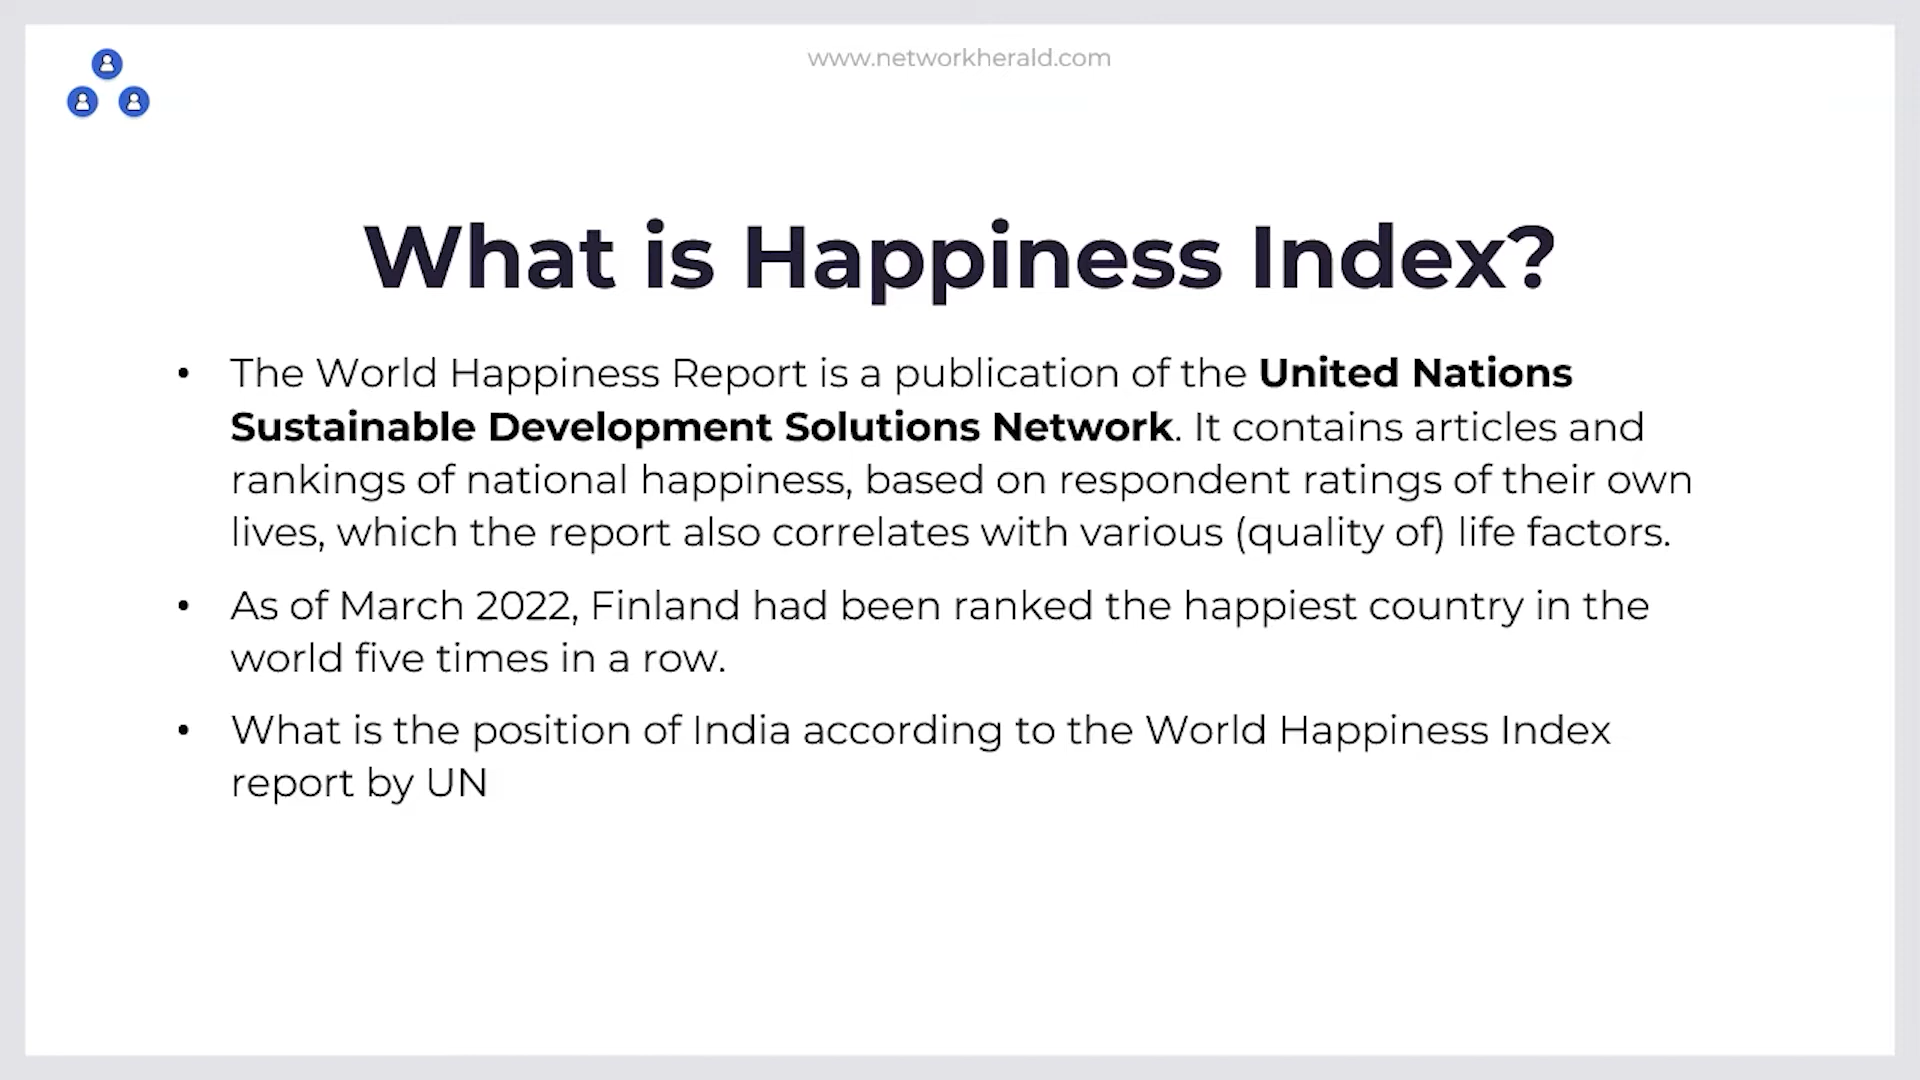 www.networkherald.com
What is Happiness Index?
• The World Happiness Report is a publication of the United Nations
Sustainable Development Solutions Network. It contains articles and
rankings of national happiness, based on respondent ratings of their own
lives, which the report also correlates with various (quality of) life factors.
• As of March 2022, Finland had been ranked the happiest country in the
world five times in a row.
• What is the position of India according to the World Happiness Index
report by UN